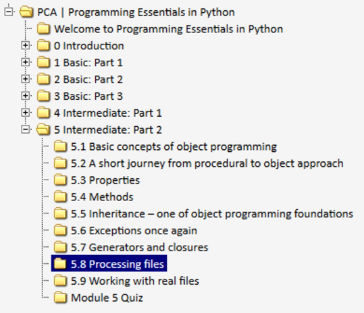 PCA | Programming Essentials in Python
Welcome to Programming Essentials in Python
0 Introduction
1 Basic: Part 1
2 Basic: Part 2
3 Basic: Part 3
4 Intermediate: Part 1
5 Intermediate: Part 2
5.1 Basic concepts of object programming
5.2 A short journey from procedural to object approach
5.3 Properties
5.4 Methods
5.5 Inheritance – one of object programming foundations
5.6 Exceptions once again
5.7 Generators and closures
5.8 Processing files
5.9 Working with real files
Module 5 Quiz